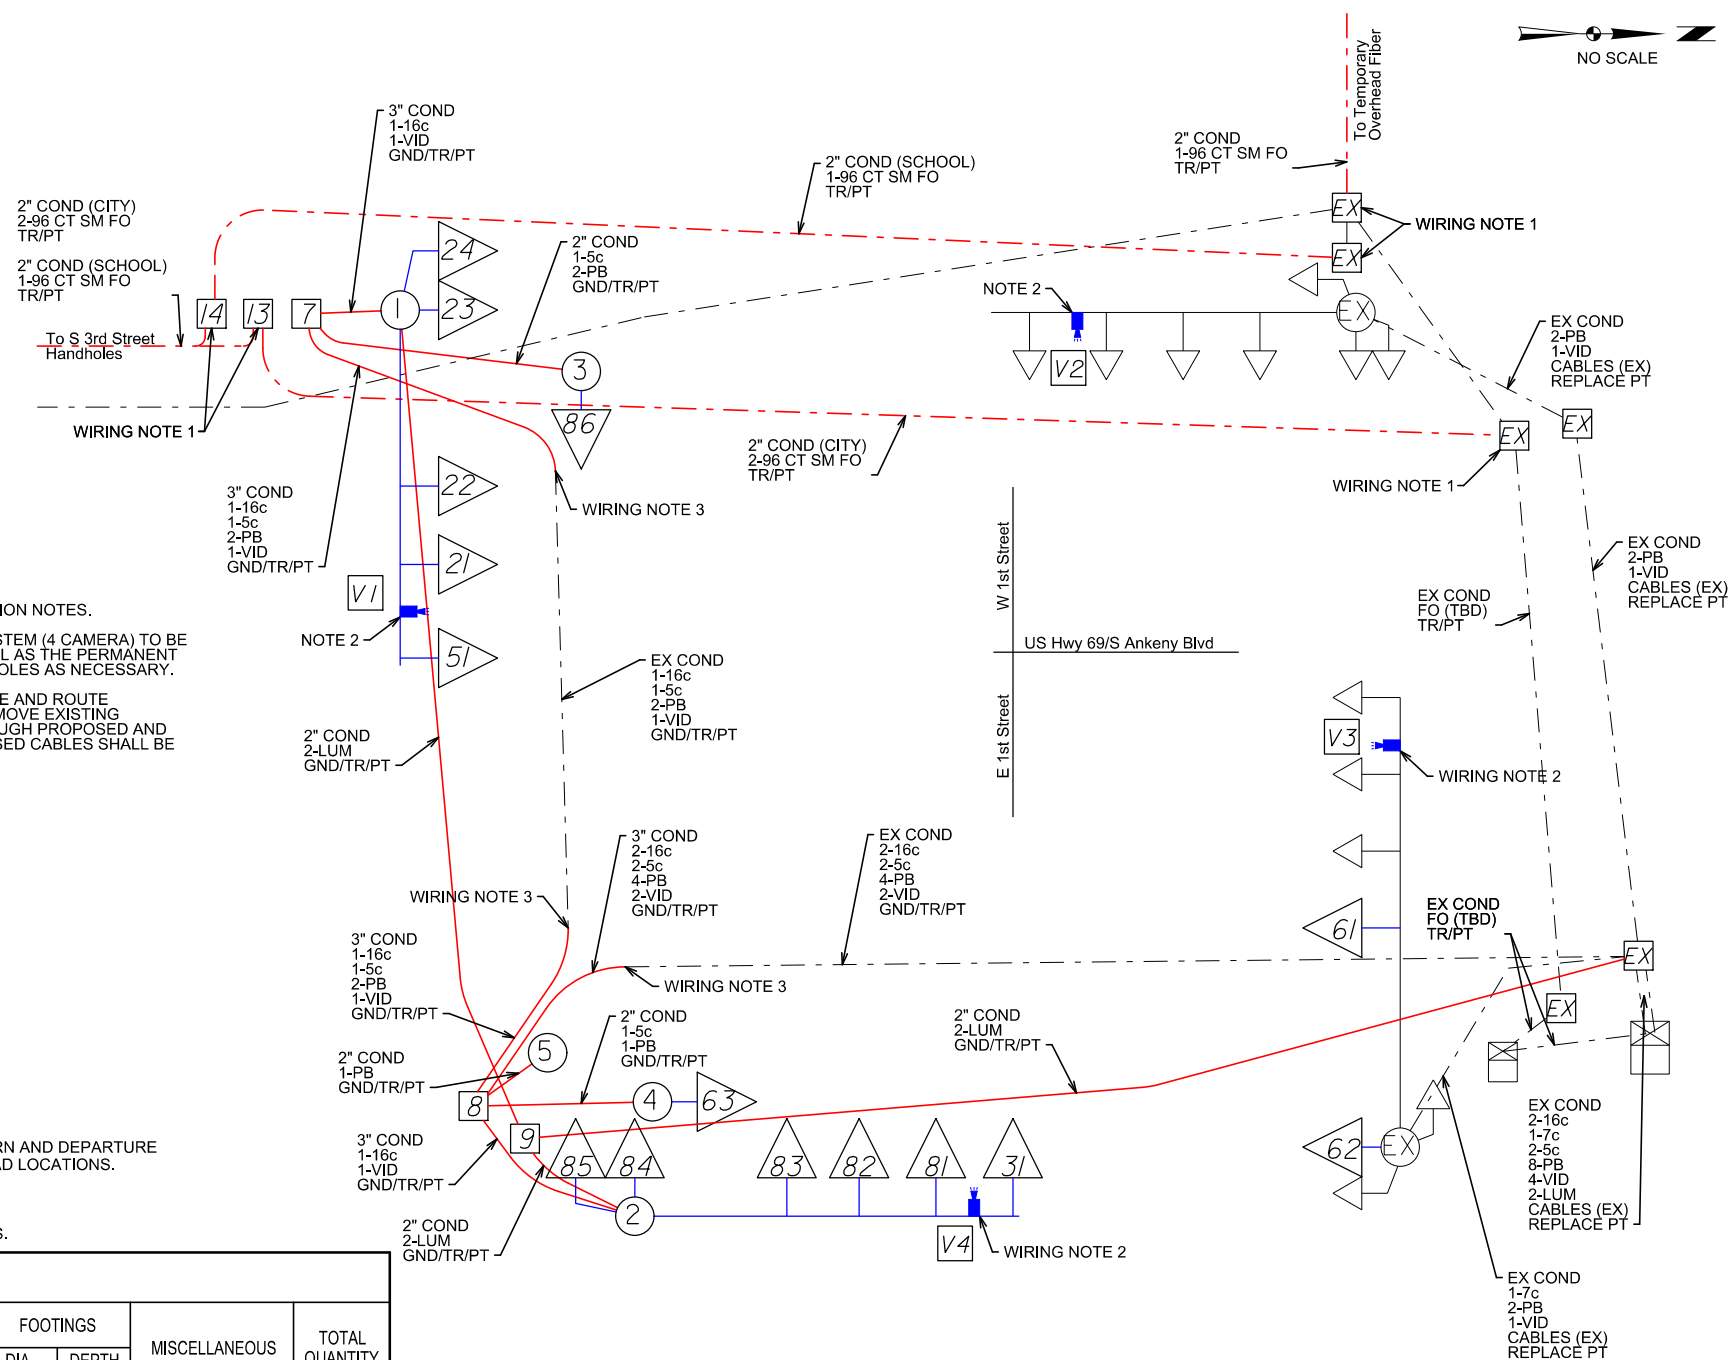 NO SCALE
To Temporary
Overhead Fiber
3" COND
1-16c
1-VID
GND/TR/PT
2" COND (SCHOOL)
1-96 CT SM FO
TR/PT
2" COND
1-96 CT SM FO
TR/PT
2" COND (CITY)
2-96 CT SM FO
TR/PT
2" COND (SCHOOL)
1-96 CT SM FO
TR/PT
To S 3rd Street
Handholes
14
13
7
1
24
23
2" COND
1-5c
2-PB
GND/TR/PT
3
86
EX
EX
WIRING NOTE 1
NOTE 2
V2
EX
EX COND
2-PB
1-VID
CABLES (EX)
REPLACE PT
EX
EX
WIRING NOTE 1
WIRING NOTE 1
2" COND (CITY)
2-96 CT SM FO
TR/PT
3" COND
1-16c
1-5c
2-PB
1-VID
GND/TR/PT
22
21
51
V1
NOTE 2
WIRING NOTE 3
EX COND
2-PB
1-VID
CABLES (EX)
REPLACE PT
EX COND
FO (TBD)
TR/PT
W 1st Street
US Hwy 69/S Ankeny Blvd
E 1st Street
ION NOTES.
STEM (4 CAMERA) TO BE
L AS THE PERMANENT
OLES AS NECESSARY.
E AND ROUTE
MOVE EXISTING
UGH PROPOSED AND
SED CABLES SHALL BE
EX COND
1-16c
1-5c
2-PB
1-VID
GND/TR/PT
2" COND
2-LUM
GND/TR/PT
V3
WIRING NOTE 2
3" COND
2-16c
2-5c
4-PB
2-VID
GND/TR/PT
EX COND
2-16c
2-5c
4-PB
2-VID
GND/TR/PT
WIRING NOTE 3
61
EX COND
FO (TBD)
TR/PT
EX
3" COND
1-16c
1-5c
2-PB
1-VID
GND/TR/PT
WIRING NOTE 3
2" COND
1-5c
1-PB
GND/TR/PT
2" COND
2-LUM
GND/TR/PT
EX
5
2" COND
1-PB
GND/TR/PT
8
4
63
9
3" COND
1-16c
1-VID
GND/TR/PT
85
84
83
82
81
31
62
EX
EX COND
2-16c
1-7c
2-5c
8-PB
4-VID
2-LUM
CABLES (EX)
REPLACE PT
RN AND DEPARTURE
AD LOCATIONS.
2
2" COND
2-LUM
GND/TR/PT
V4
WIRING NOTE 2
S.
EX COND
1-7c
2-PB
1-VID
CABLES (EX)
REPLACE PT
FOOTINGS
MISCELLANEOUS
TOTAL
QUANTITY
DIA
DEPTH